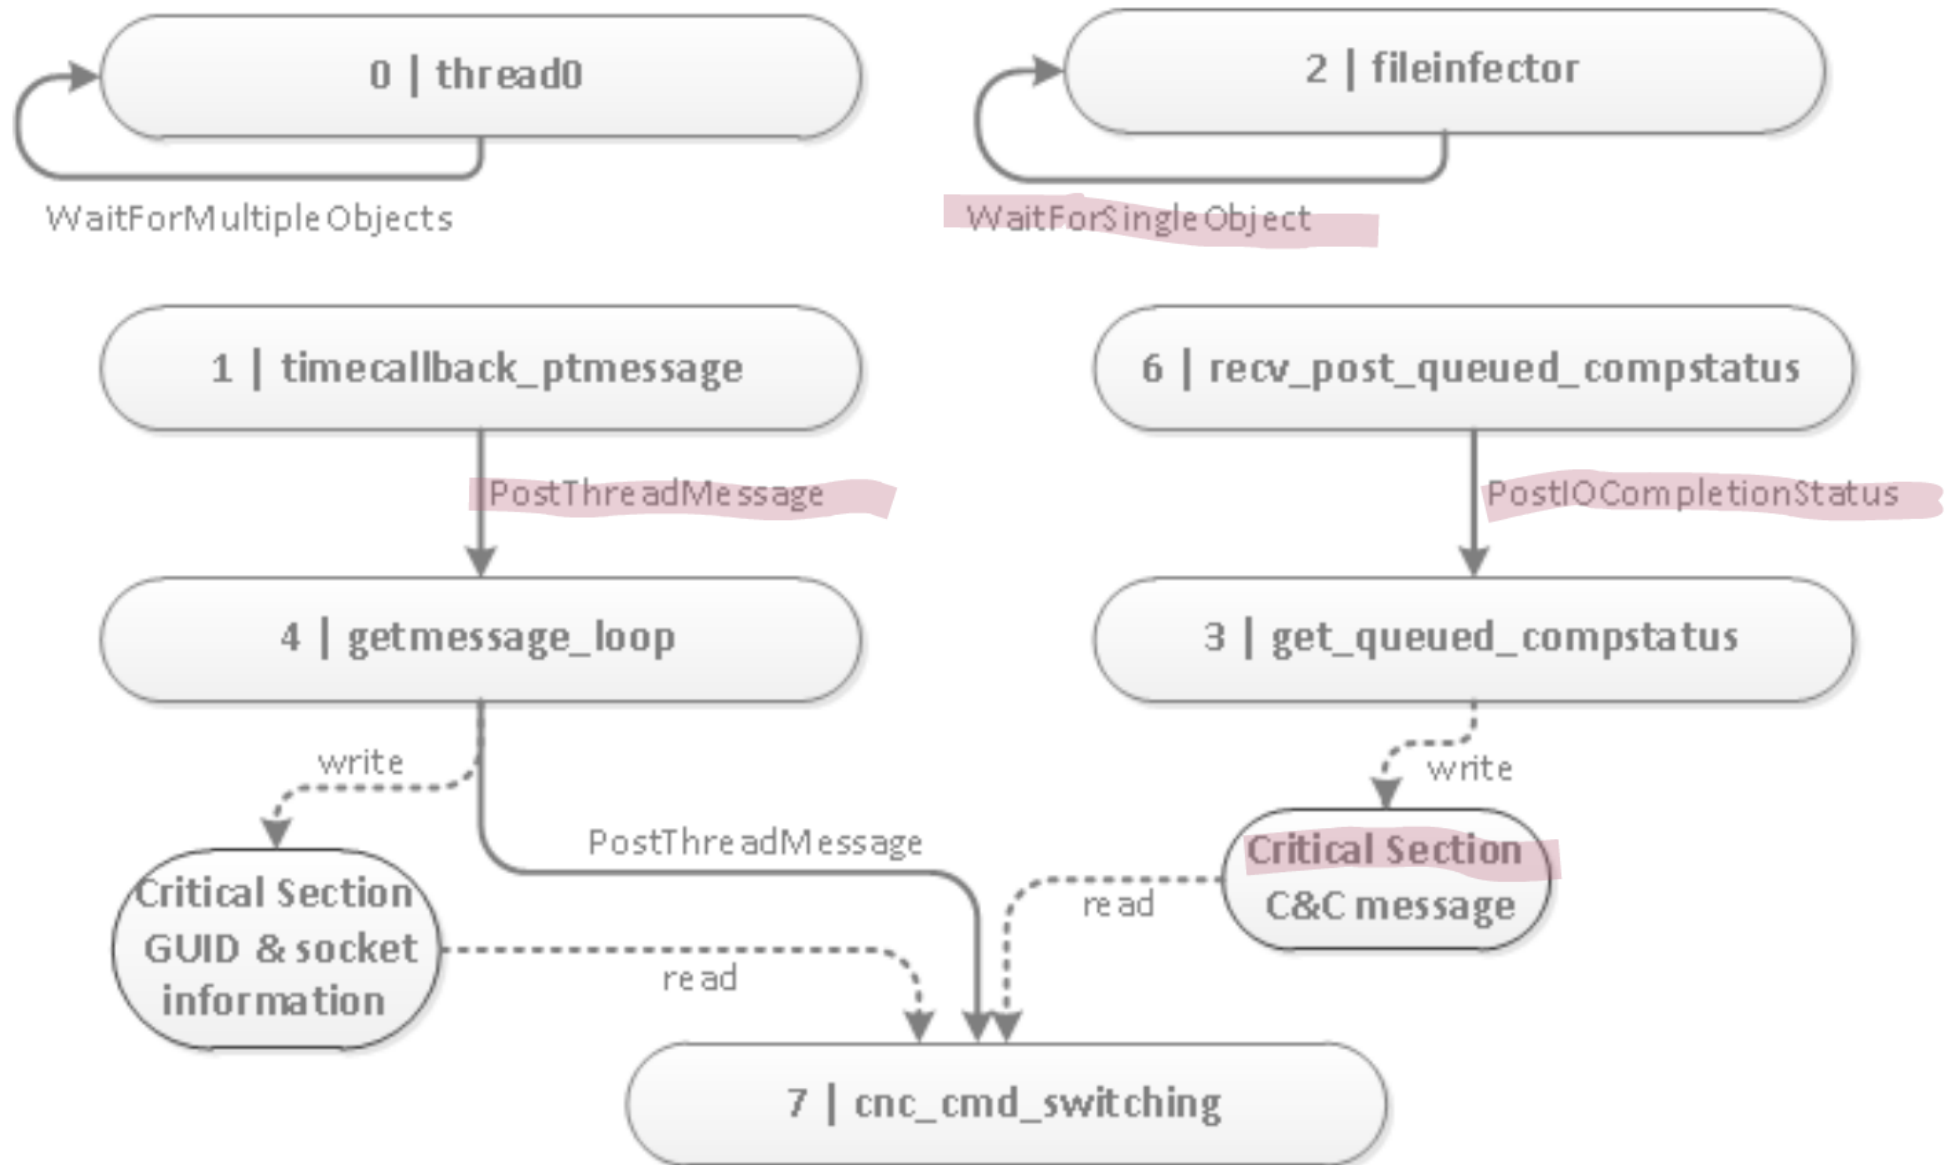 0 | thread0
2 | fileinfector
WaitForMultipleObjects
WaitForSingleObject
1 | timecallback_ptmessage
6 | recv_post_queued_compstatus
PostThreadMessage
PostIOCompletionStatus
4 | getmessage_loop
3 | get_queued_compstatus
write
write
PostThreadMessage
Critical Section
C&C message
read
Critical Section
GUID & socket
information
read
7 | cnc_cmd_switching